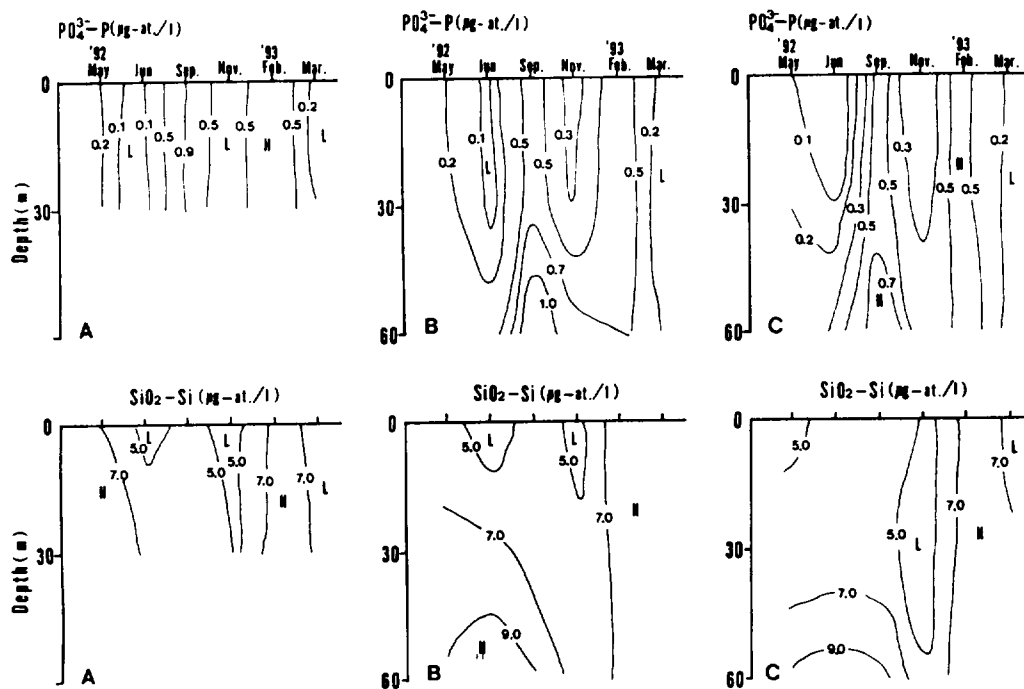 PO₄³⁻–P(µg-at./l)
'92 '93
May Jun Sep. Nov. Feb. Mar.
0
0.2 0.1 0.1 0.5 0.9 0.5 0.5 0.5 0.2
L L H L
30
Depth(m)
A
PO₄³⁻–P(µg-at./l)
'92 '93
May Jun Sep. Nov. Feb. Mar.
0
0.2 0.1 0.5 0.5 0.3 0.5 0.2
L L
30
0.7
1.0
60
B
PO₄³⁻–P(µg-at./l)
'92 '93
May Jun Sep. Nov. Feb. Mar.
0
0.1 0.3 0.2
H
0.5 0.5 0.5 L
30
0.3
0.2 0.5
0.7
H
60
C
SiO₂–Si(µg-at./l)
0
L L
5.0 5.0 5.0
7.0 7.0 7.0
H H L
30
Depth(m)
A
SiO₂–Si(µg-at./l)
0
L L
5.0 5.0
H
7.0
30
7.0
9.0
H
60
B
SiO₂–Si(µg-at./l)
0
5.0 7.0 L
7.0
5.0 L H
30
7.0
9.0
60
C